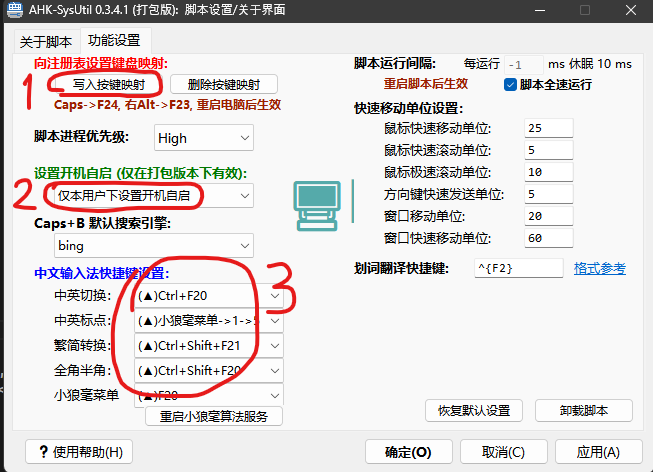 AHK-SysUtil 0.3.4.1 (打包版): 脚本设置/关于界面
关于脚本 功能设置
向注册表设置键盘映射:
1 写入按键映射 删除按键映射
Caps->F24, 右Alt->F23, 重启电脑后生效
脚本进程优先级: High
设置开机自启 (仅在打包版本下有效):
2 仅本用户下设置开机自启
Caps+B 默认搜索引擎:
bing
中文输入法快捷键设置: 3
中英切换: (▲)Ctrl+F20
中英标点: (▲)小狼毫菜单->1->5
繁简转换: (▲)Ctrl+Shift+F21
全角半角: (▲)Ctrl+Shift+F20
小狼毫菜单 (▲)F20
重启小狼毫算法服务
脚本运行间隔: 每运行 -1 ms 休眠 10 ms
重启脚本后生效 脚本全速运行
快速移动单位设置:
鼠标快速移动单位: 25
鼠标快速滚动单位: 5
鼠标极速滚动单位: 10
方向键快速发送单位: 5
窗口移动单位: 20
窗口快速移动单位: 60
划词翻译快捷键: ^{F2} 格式参考
恢复默认设置 卸载脚本
? 使用帮助(H) 确定(O) 取消(C) 应用(A)